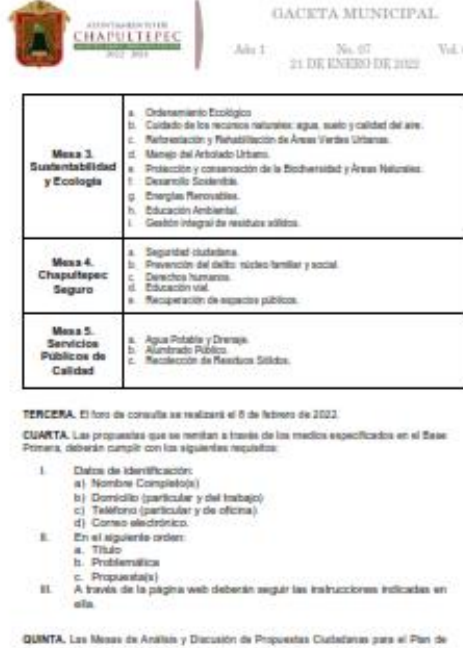 GACETA MUNICIPAL
AYUNTAMIENTO DE
CHAPULTEPEC
2022 2024
Año 1 No. 07 Vol.
21 DE ENERO DE 2022
Mesa 3.
Sustentabilidad
y Ecología
a. Ordenamiento Ecológico
b. Cuidado de los recursos naturales: agua, suelo y calidad del aire.
c. Reforestación y Rehabilitación de Áreas Verdes Urbanas.
d. Manejo del Arbolado Urbano.
e. Protección y conservación de la Biodiversidad y Áreas Naturales.
f. Desarrollo Sostenible.
g. Energías Renovables.
h. Educación Ambiental.
i. Gestión integral de residuos sólidos.
Mesa 4.
Chapultepec
Seguro
a. Seguridad ciudadana.
b. Prevención del delito: núcleo familiar y social.
c. Derechos humanos.
d. Educación vial.
e. Recuperación de espacios públicos.
Mesa 5.
Servicios
Públicos de
Calidad
a. Agua Potable y Drenaje.
b. Alumbrado Público.
c. Recolección de Residuos Sólidos.
TERCERA. El foro de consulta se realizará el 8 de febrero de 2022.
CUARTA. Las propuestas que se remitan a través de los medios especificados en el Base
Primera, deberán cumplir con los siguientes requisitos:
I. Datos de identificación:
a) Nombre Completo(s)
b) Domicilio (particular y del trabajo)
c) Teléfono (particular y de oficina)
d) Correo electrónico.
II. En el siguiente orden:
a. Título
b. Problemática
c. Propuesta(s)
III. A través de la página web deberán seguir las instrucciones indicadas en
ella.
QUINTA. Las Mesas de Análisis y Discusión de Propuestas Ciudadanas para el Plan de